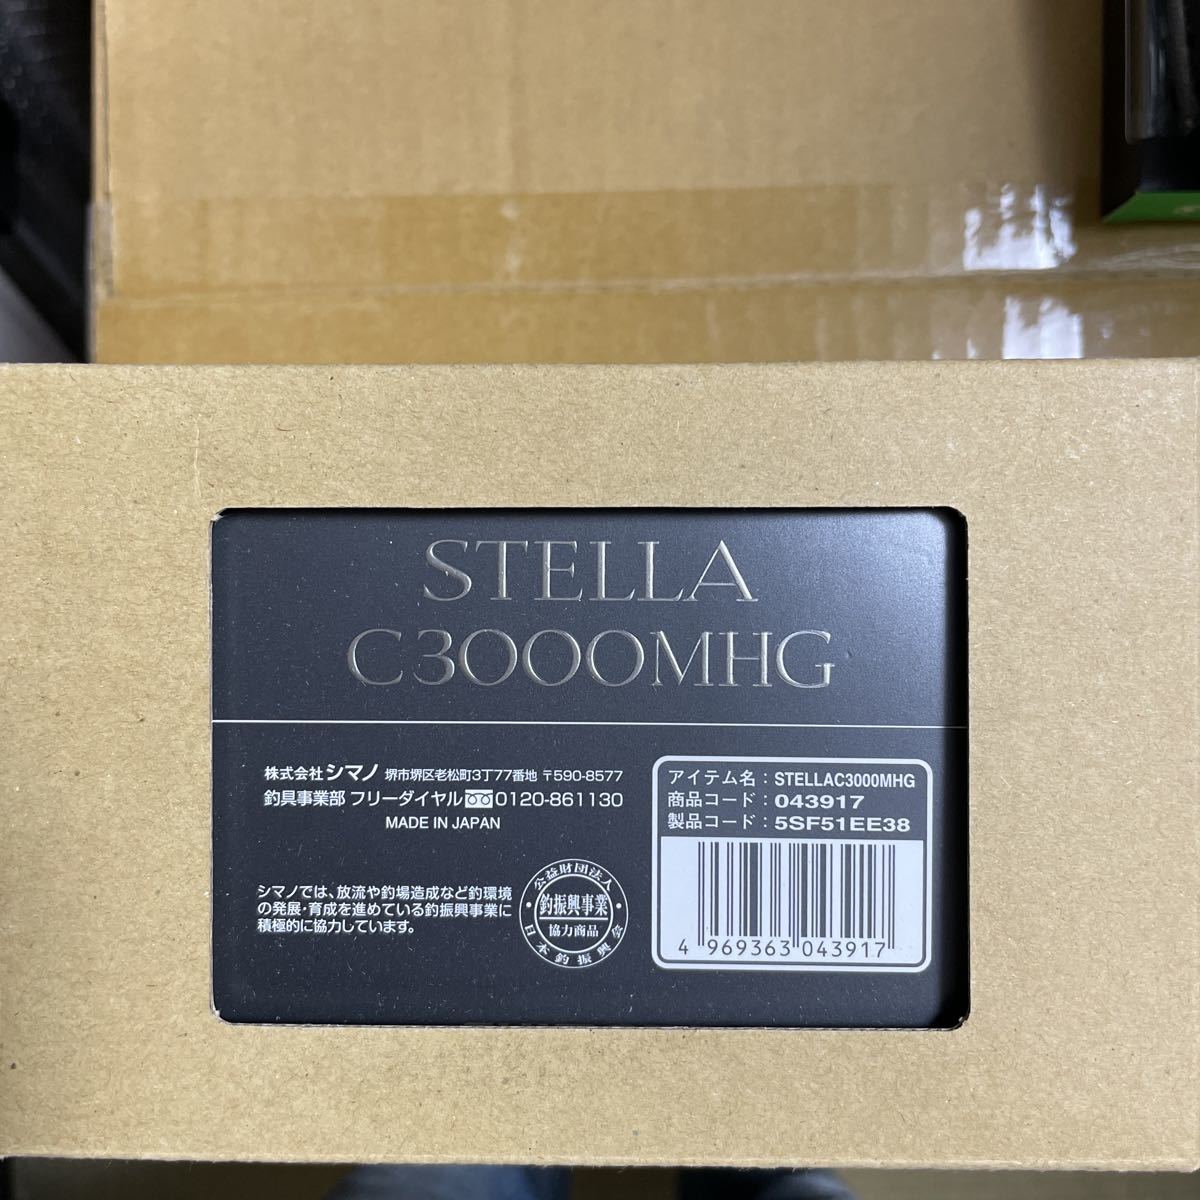 STELLA
C3000MHG
株式会社シマノ 堺市堺区老松町3丁77番地 〒590-8577
釣具事業部 フリーダイヤル 0120-861130
MADE IN JAPAN
シマノでは、放流や釣場造成など釣環境
の発展・育成を進めている釣振興事業に
積極的に協力しています。
公益財団法人
釣振興事業
協力商品
日本釣振興会
アイテム名：STELLAC3000MHG
商品コード：043917
製品コード：5SF51EE38
4 969363 043917